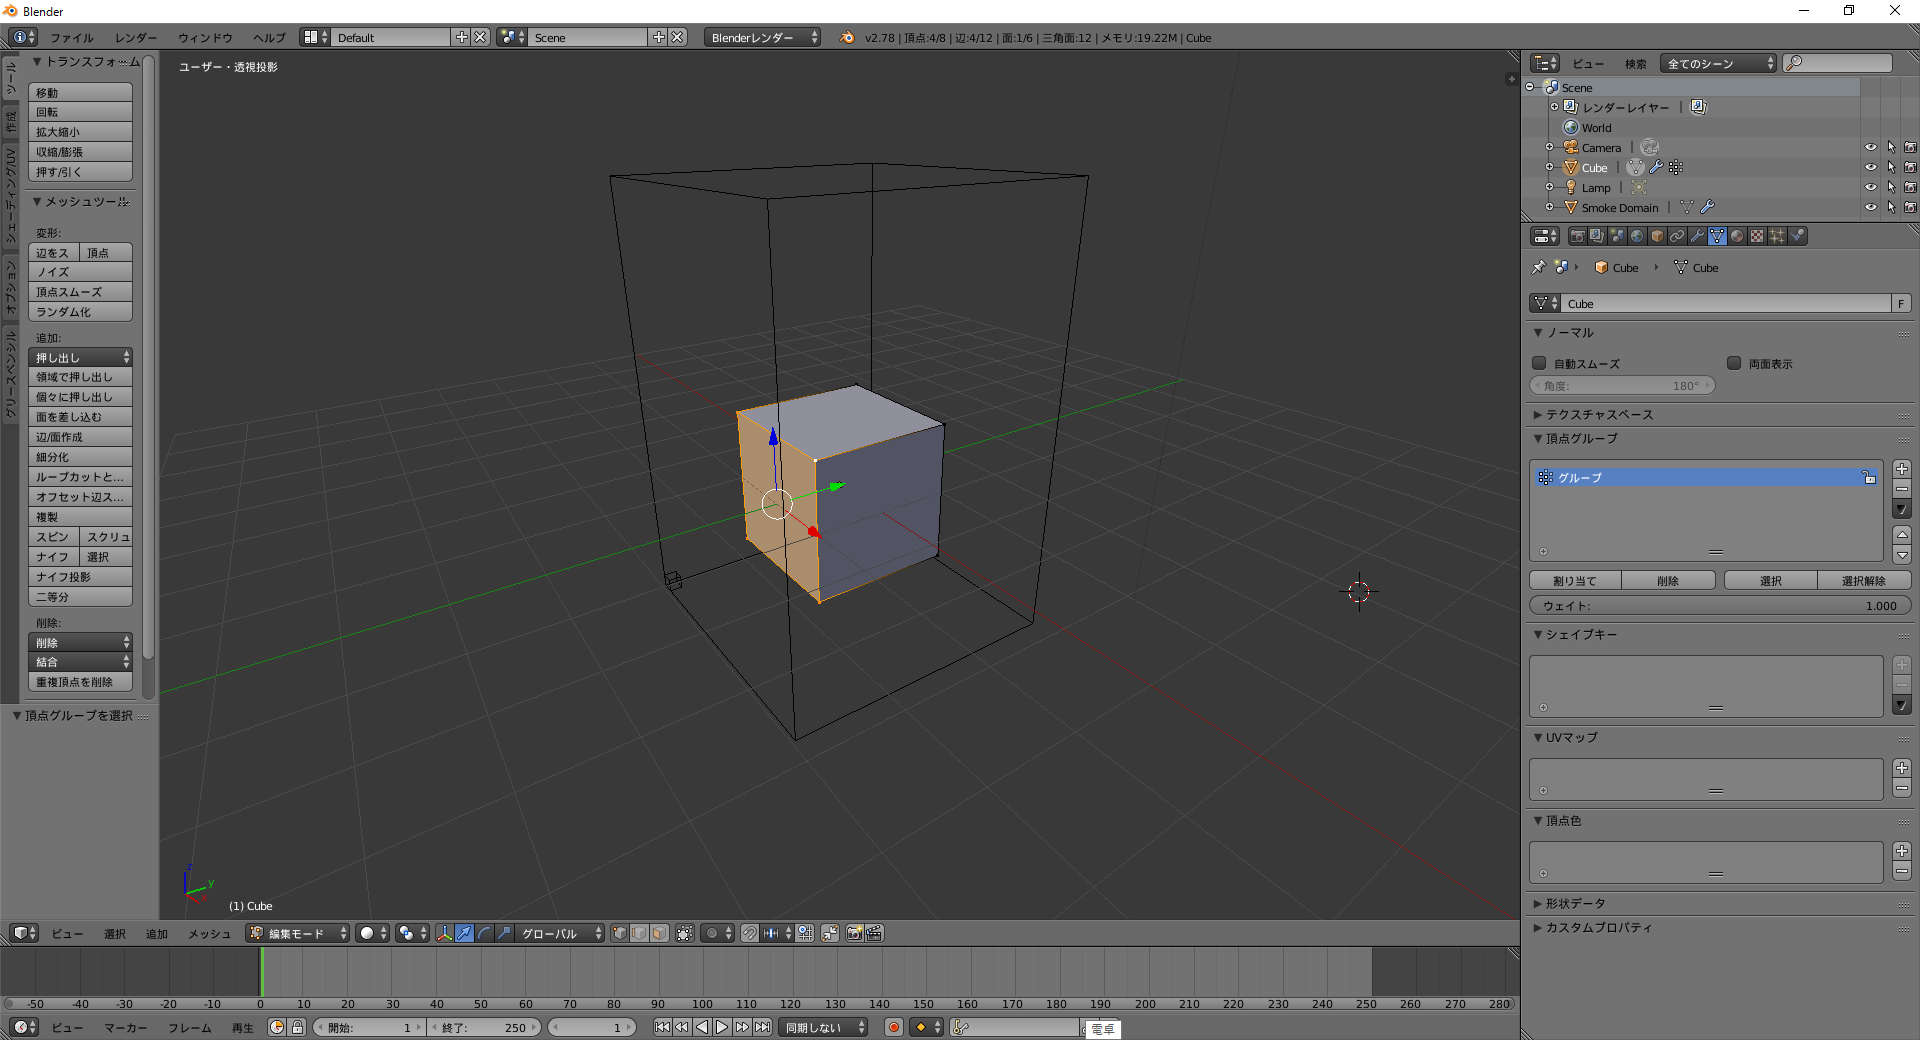 Blender
ファイル レンダー ウィンドウ ヘルプ Default Scene Blenderレンダー v2.78 | 頂点:4/8 | 辺:4/12 | 面:1/6 | 三角面:12 | メモリ:19.22M | Cube
ツール
作成
シェーディング/UV
オプション
グリースペンシル
トランスフォーム
移動
回転
拡大縮小
収縮/膨張
押す/引く
メッシュツール
変形:
辺をス 頂点
ノイズ
頂点スムーズ
ランダム化
追加:
押し出し
領域で押し出し
個々に押し出し
面を差し込む
辺/面作成
細分化
ループカットと...
オフセット辺ス...
複製
スピン スクリュ
ナイフ 選択
ナイフ投影
二等分
削除:
削除
結合
重複頂点を削除
頂点グループを選択
ユーザー・透視投影
z
y
x
(1) Cube
ビュー 選択 追加 メッシュ 編集モード グローバル
-50 -40 -30 -20 -10 0 10 20 30 40 50 60 70 80 90 100 110 120 130 140 150 160 170 180 190 200 210 220 230 240 250 260 270 280
ビュー マーカー フレーム 再生 開始: 1 終了: 250 1 同期しない
電卓
ビュー 検索 全てのシーン
Scene
レンダーレイヤー |
World
Camera |
Cube |
Lamp |
Smoke Domain |
Cube Cube
Cube F
ノーマル
自動スムーズ 両面表示
角度: 180°
テクスチャスペース
頂点グループ
グループ
割り当て 削除 選択 選択解除
ウェイト: 1.000
シェイプキー
UVマップ
頂点色
形状データ
カスタムプロパティ